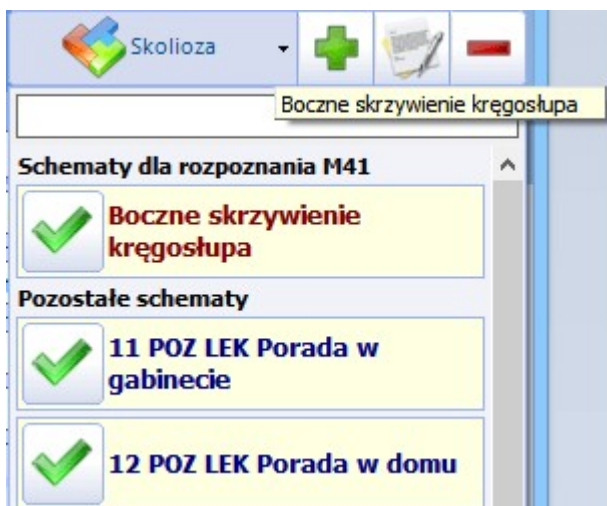 Skolioza
Boczne skrzywienie kręgosłupa
Schematy dla rozpoznania M41
Boczne skrzywienie
kręgosłupa
Pozostałe schematy
11 POZ LEK Porada w
gabinecie
12 POZ LEK Porada w domu